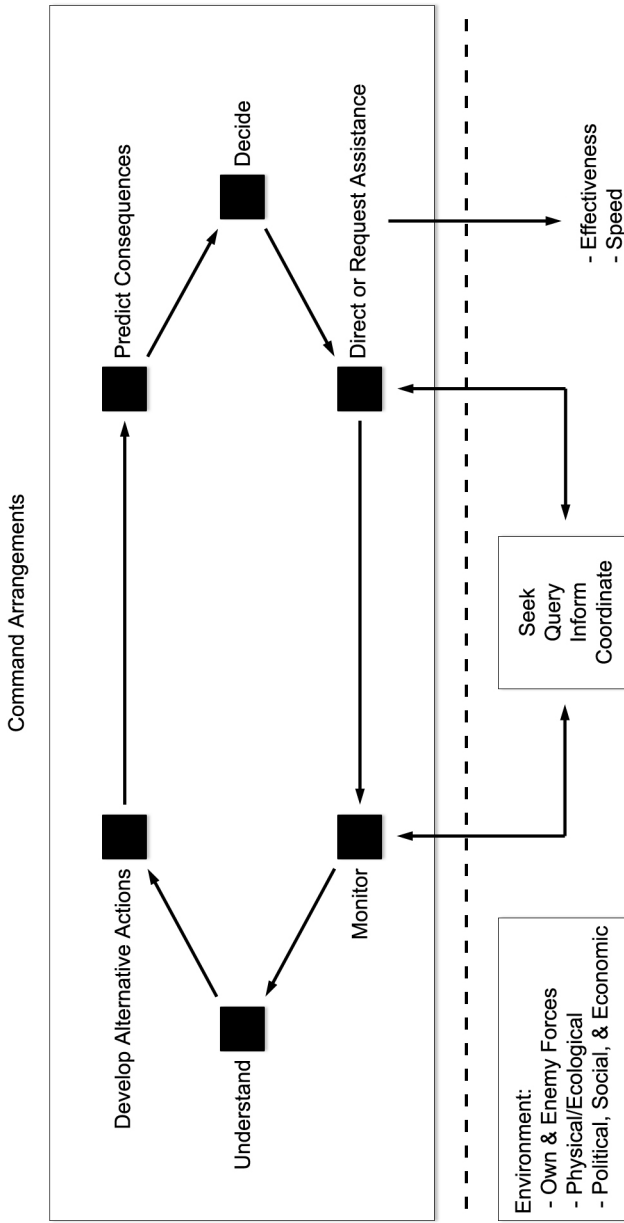 Command Arrangements
Develop Alternative Actions
Predict Consequences
Understand
Decide
Monitor
Direct or Request Assistance
Environment:
- Own & Enemy Forces
- Physical/Ecological
- Political, Social, & Economic
Seek
Query
Inform
Coordinate
- Effectiveness
- Speed